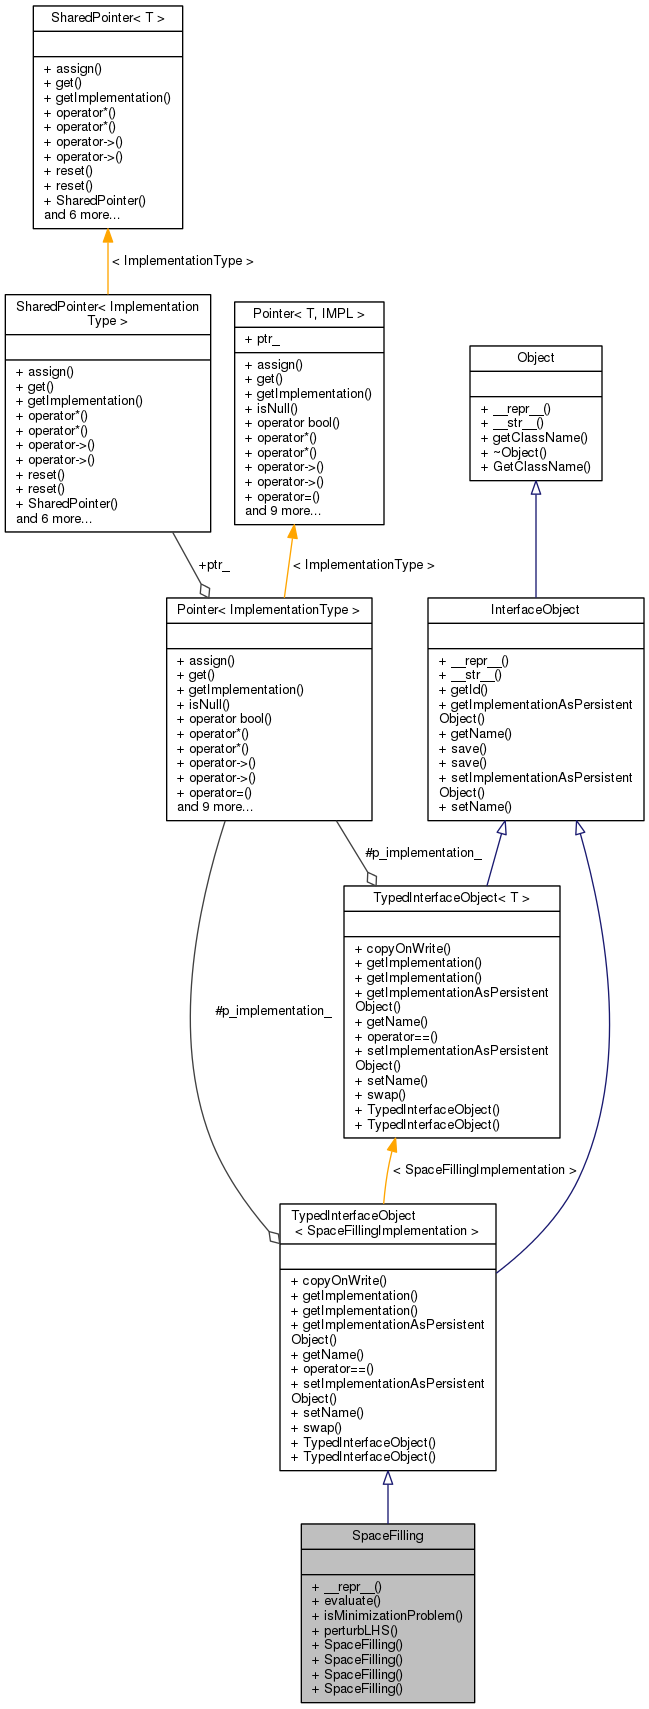 SharedPointer< T >
+ assign()
+ get()
+ getImplementation()
+ operator*()
+ operator*()
+ operator->()
+ operator->()
+ reset()
+ reset()
+ SharedPointer()
and 6 more...
< ImplementationType >
SharedPointer< Implementation
Type >
+ assign()
+ get()
+ getImplementation()
+ operator*()
+ operator*()
+ operator->()
+ operator->()
+ reset()
+ reset()
+ SharedPointer()
and 6 more...
Pointer< T, IMPL >
+ ptr_
+ assign()
+ get()
+ getImplementation()
+ isNull()
+ operator bool()
+ operator*()
+ operator*()
+ operator->()
+ operator->()
+ operator=()
and 9 more...
Object
+ __repr__()
+ __str__()
+ getClassName()
+ ~Object()
+ GetClassName()
+ptr_
< ImplementationType >
Pointer< ImplementationType >
+ assign()
+ get()
+ getImplementation()
+ isNull()
+ operator bool()
+ operator*()
+ operator*()
+ operator->()
+ operator->()
+ operator=()
and 9 more...
InterfaceObject
+ __repr__()
+ __str__()
+ getId()
+ getImplementationAsPersistent
Object()
+ getName()
+ save()
+ save()
+ setImplementationAsPersistent
Object()
+ setName()
#p_implementation_
TypedInterfaceObject< T >
+ copyOnWrite()
+ getImplementation()
+ getImplementation()
+ getImplementationAsPersistent
Object()
+ getName()
+ operator==()
+ setImplementationAsPersistent
Object()
+ setName()
+ swap()
+ TypedInterfaceObject()
+ TypedInterfaceObject()
#p_implementation_
< SpaceFillingImplementation >
TypedInterfaceObject
< SpaceFillingImplementation >
+ copyOnWrite()
+ getImplementation()
+ getImplementation()
+ getImplementationAsPersistent
Object()
+ getName()
+ operator==()
+ setImplementationAsPersistent
Object()
+ setName()
+ swap()
+ TypedInterfaceObject()
+ TypedInterfaceObject()
SpaceFilling
+ __repr__()
+ evaluate()
+ isMinimizationProblem()
+ perturbLHS()
+ SpaceFilling()
+ SpaceFilling()
+ SpaceFilling()
+ SpaceFilling()